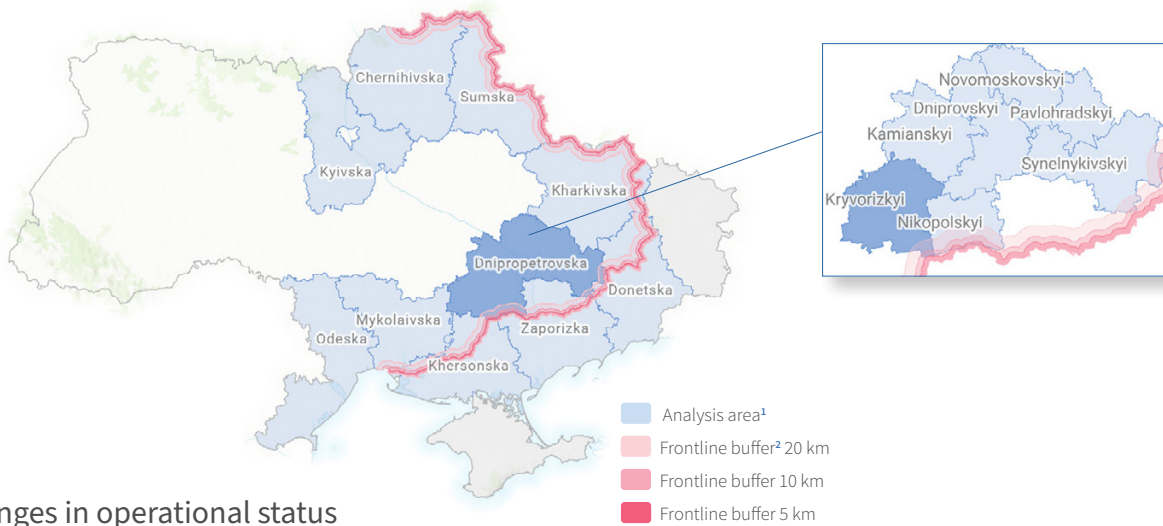 Chernihivska
Sumska
Kyivska
Kharkivska
Dnipropetrovska
Donetska
Mykolaivska
Zaporizka
Odeska
Khersonska
Novomoskovskyi
Dniprovskyi
Pavlohradskyi
Kamianskyi
Synelnykivskyi
Kryvorizkyi
Nikopolskyi
Analysis area¹
Frontline buffer² 20 km
Frontline buffer 10 km
Frontline buffer 5 km
nges in operational status